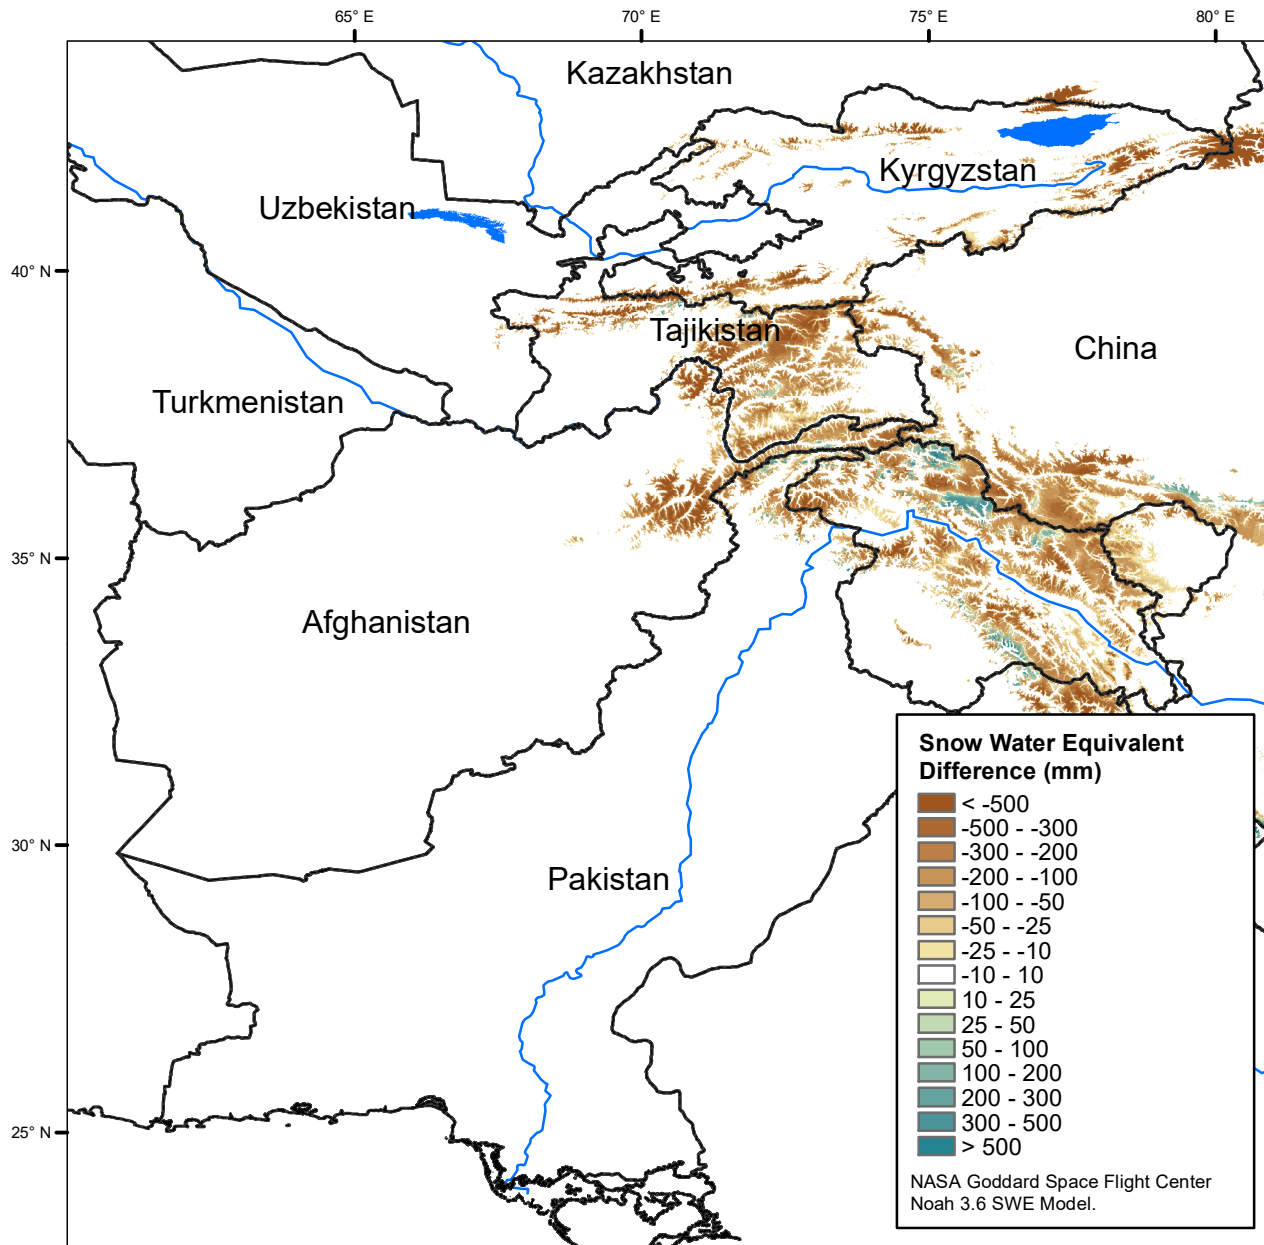 65° E
70° E
75° E
80° E
Kazakhstan
Kyrgyzstan
Uzbekistan
40° N
Tajikistan
China
Turkmenistan
35° N
Afghanistan
30° N
Pakistan
25° N
Snow Water Equivalent
Difference (mm)
< -500
-500 - -300
-300 - -200
-200 - -100
-100 - -50
-50 - -25
-25 - -10
-10 - 10
10 - 25
25 - 50
50 - 100
100 - 200
200 - 300
300 - 500
> 500
NASA Goddard Space Flight Center
Noah 3.6 SWE Model.